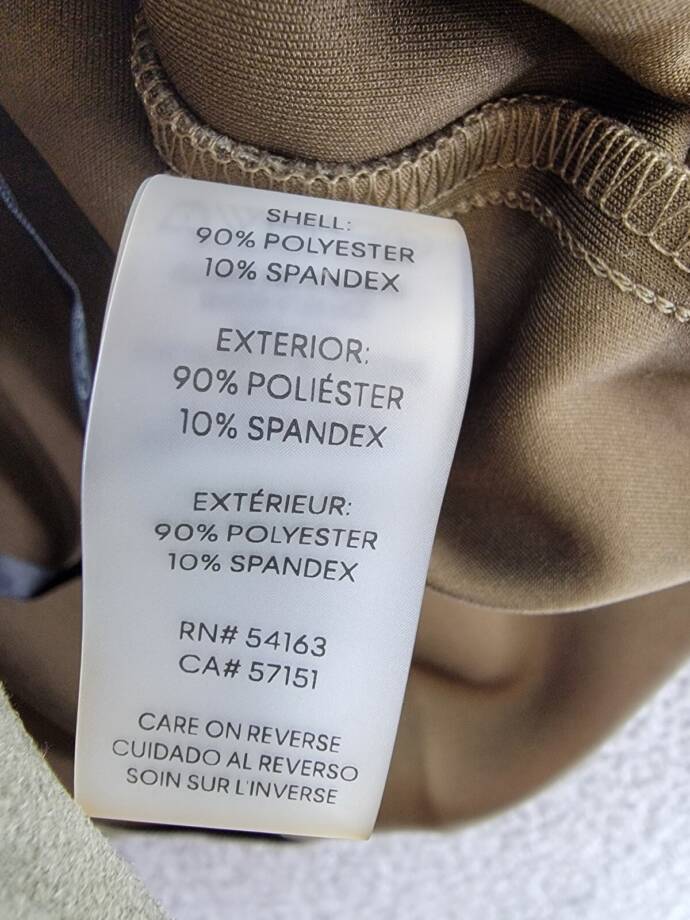 SHELL:
90% POLYESTER
10% SPANDEX
EXTERIOR:
90% POLIÉSTER
10% SPANDEX
EXTÉRIEUR:
90% POLYESTER
10% SPANDEX
RN# 54163
CA# 57151
CARE ON REVERSE
CUIDADO AL REVERSO
SOIN SUR L'INVERSE